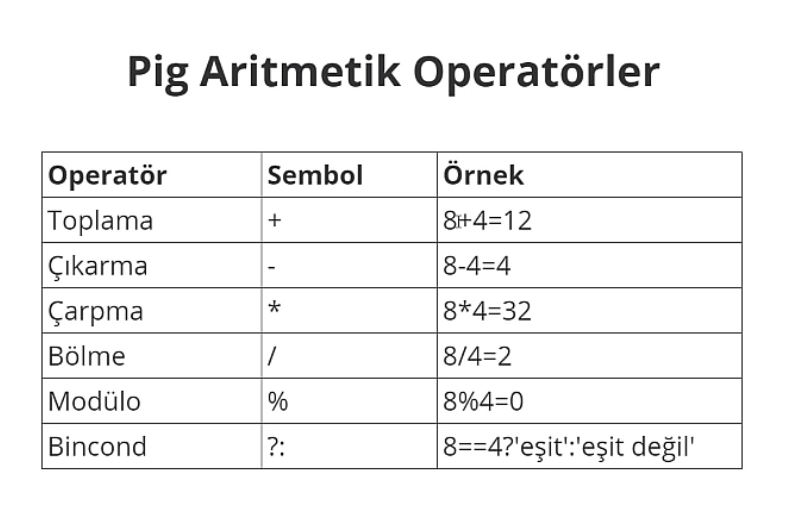 Pig Aritmetik Operatörler
Operatör Sembol Örnek
Toplama + 8+4=12
Çıkarma - 8-4=4
Çarpma * 8*4=32
Bölme / 8/4=2
Modülo % 8%4=0
Bincond ?: 8==4?'eşit':'eşit değil'